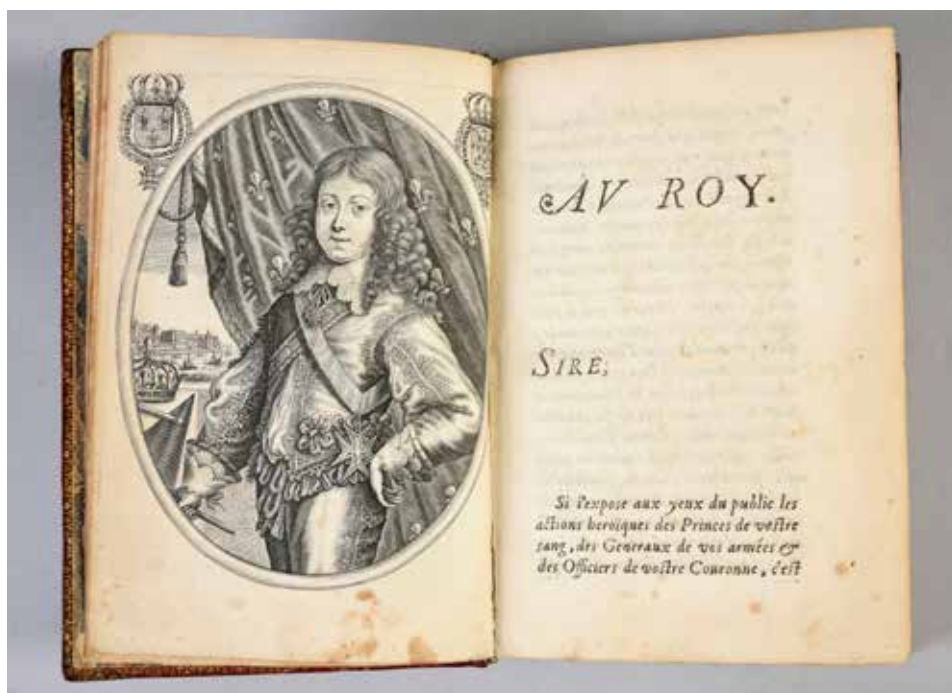 AV ROY.
SIRE,
Si i'expose aux yeux du public les
actions heroïques des Princes de vostre
sang, des Generaux de vos armées &
des Officiers de vostre Couronne, c'est